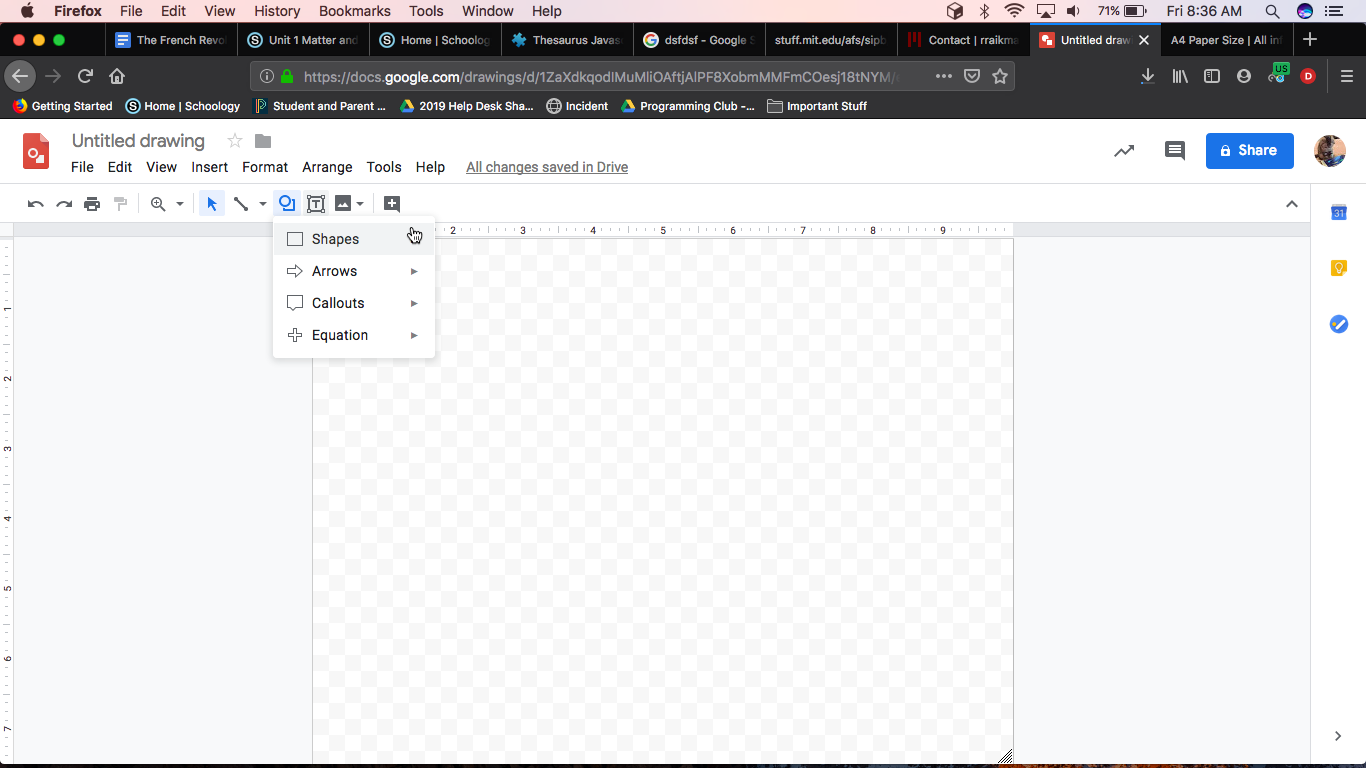 Firefox File Edit View History Bookmarks Tools Window Help 71% Fri 8:36 AM
The French Revo Unit 1 Matter and Home | Schoolog Thesaurus Javas dsfdsf - Google S stuff.mit.edu/afs/sipb Contact | rraikma Untitled draw A4 Paper Size | All in
https://docs.google.com/drawings/d/1ZaXdkqodIMuMliOAftjAlPF8XobmMMFmCOesj18tNYM/ US D
Getting Started Home | Schoology Student and Parent ... 2019 Help Desk Sha... Incident Programming Club -... Important Stuff
Untitled drawing
File Edit View Insert Format Arrange Tools Help All changes saved in Drive
Share
31
2 3 4 5 6 7 8 9
Shapes
Arrows
Callouts
Equation
1
2
3
4
5
6
7